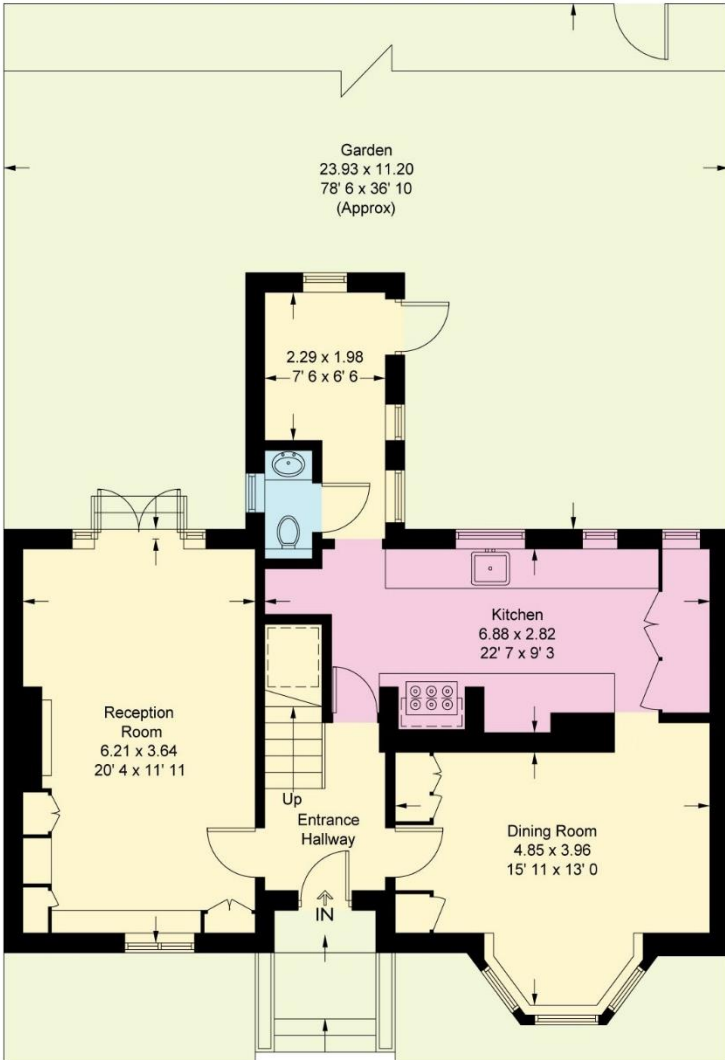 Garden
23.93 x 11.20
78' 6 x 36' 10
(Approx)
2.29 x 1.98
7' 6 x 6' 6
Kitchen
6.88 x 2.82
22' 7 x 9' 3
Reception
Room
6.21 x 3.64
20' 4 x 11' 11
Up
Entrance
Hallway
Dining Room
4.85 x 3.96
15' 11 x 13' 0
IN